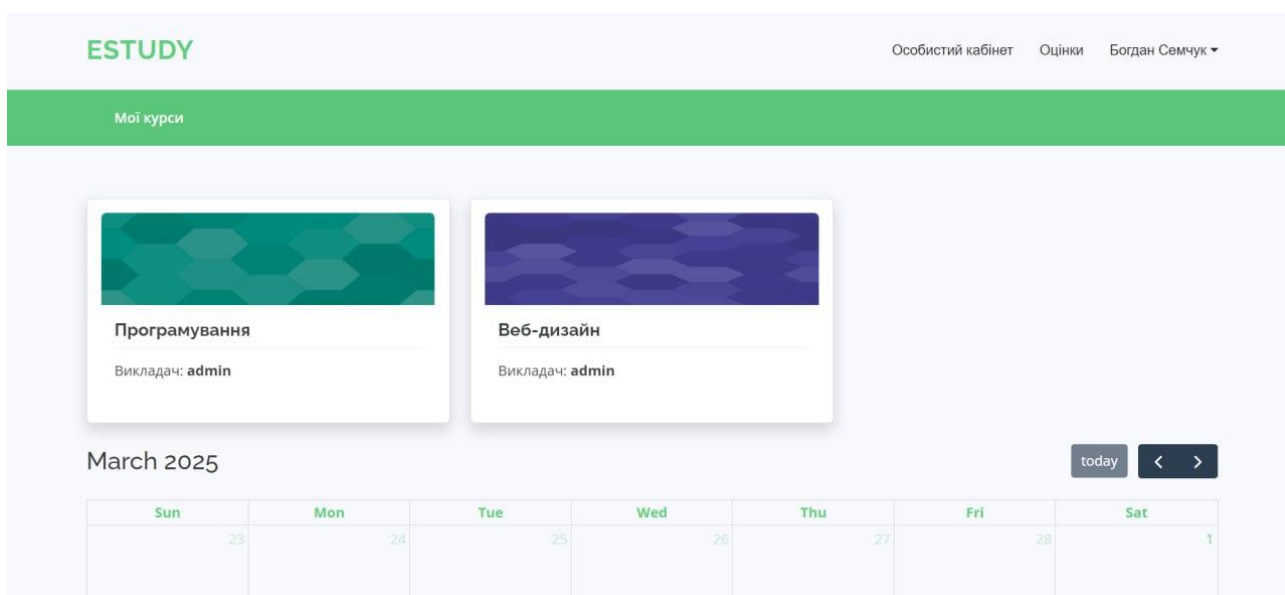 ESTUDY
Особистий кабінет Оцінки Богдан Семчук
Мої курси
Програмування
Викладач: admin
Веб-дизайн
Викладач: admin
March 2025
today
Sun Mon Tue Wed Thu Fri Sat
23 24 25 26 27 28 1